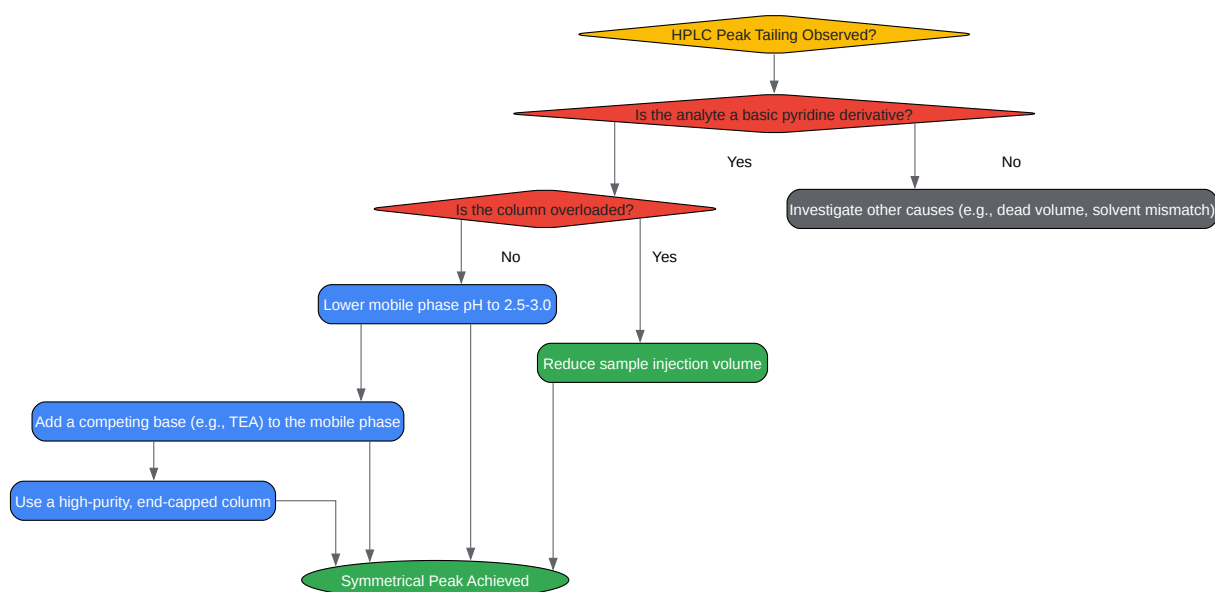 HPLC Peak Tailing Observed?
Is the analyte a basic pyridine derivative?
Yes
No
Is the column overloaded?
Investigate other causes (e.g., dead volume, solvent mismatch)
No
Yes
Lower mobile phase pH to 2.5-3.0
Reduce sample injection volume
Add a competing base (e.g., TEA) to the mobile phase
Use a high-purity, end-capped column
Symmetrical Peak Achieved